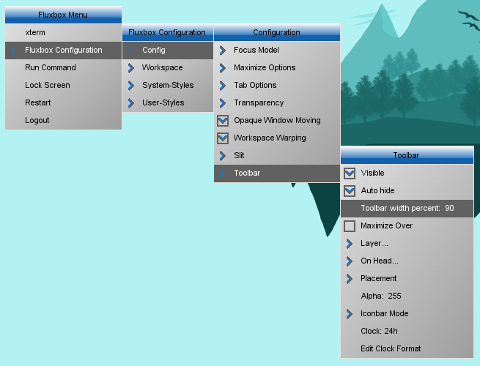 Fluxbox Menu
xterm
Fluxbox Configuration
Run Command
Lock Screen
Restart
Logout
Fluxbox Configuration
Config
Workspace
System-Styles
User-Styles
Configuration
Focus Model
Maximize Options
Tab Options
Transparency
Opaque Window Moving
Workspace Warping
Slit
Toolbar
Toolbar
Visible
Auto hide
Toolbar width percent: 90
Maximize Over
Layer...
On Head...
Placement
Alpha: 255
Iconbar Mode
Clock: 24h
Edit Clock Format